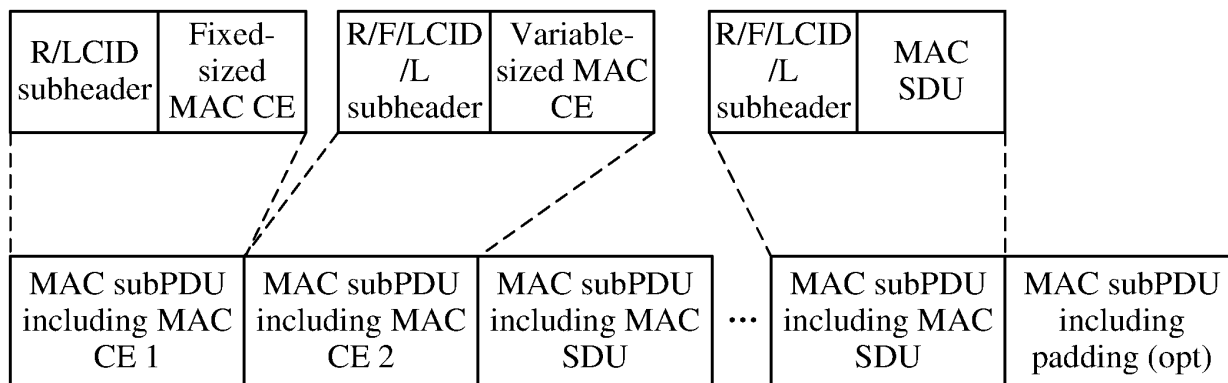 R/LCID
subheader
Fixed-
sized
MAC CE
R/F/LCID
/L
subheader
Variable-
sized MAC
CE
R/F/LCID
/L
subheader
MAC
SDU
MAC subPDU
including MAC
CE 1
MAC subPDU
including MAC
CE 2
MAC subPDU
including MAC
SDU
...
MAC subPDU
including MAC
SDU
MAC subPDU
including
padding (opt)